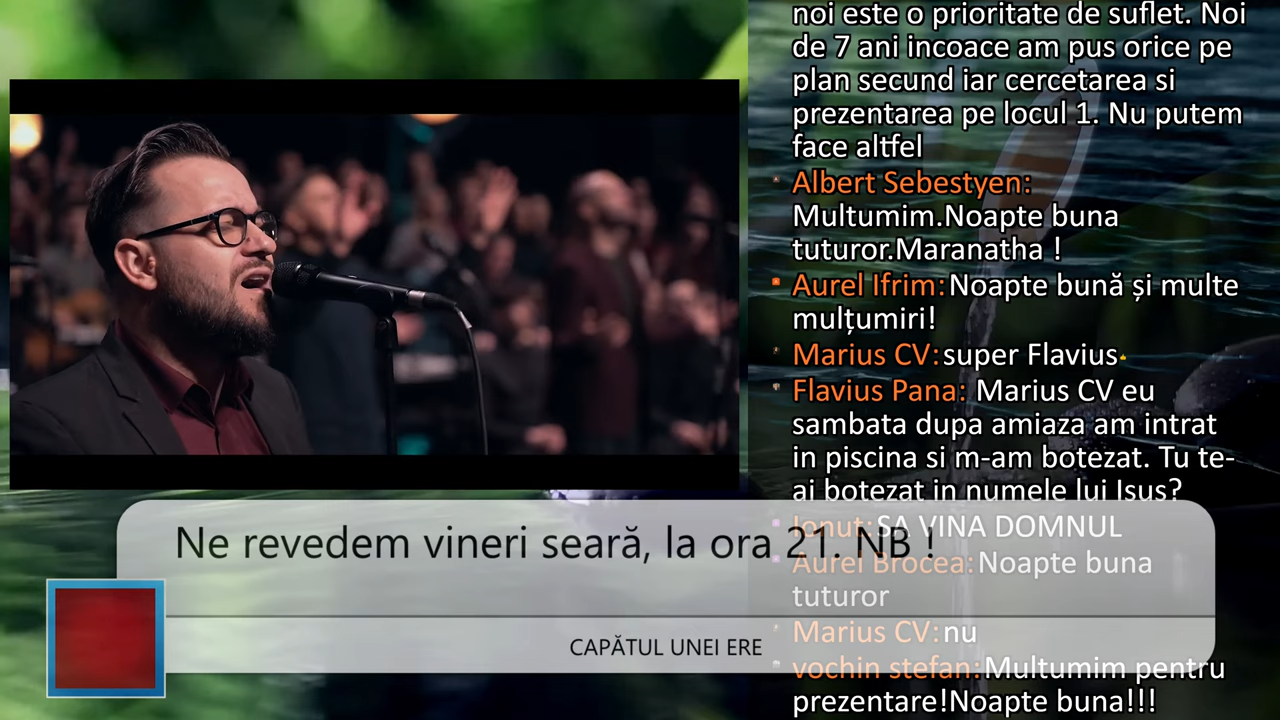 noi este o prioritate de suflet. Noi
de 7 ani incoace am pus orice pe
plan secund iar cercetarea si
prezentarea pe locul 1. Nu putem
face altfel
Albert Sebestyen:
Multumim.Noapte buna
tuturor.Maranatha !
Aurel Ifrim: Noapte bună și multe
mulțumiri!
Marius CV: super Flavius
Flavius Pana: Marius CV eu
sambata dupa amiaza am intrat
in piscina si m-am botezat. Tu te-
ai botezat in numele lui Isus?
Ionut: SA VINA DOMNUL
Aurel Brocea: Noapte buna
tuturor
Marius CV: nu
vochin stefan: Multumim pentru
prezentare!Noapte buna!!!
Ne revedem vineri seară, la ora 21. NB !
CAPĂTUL UNEI ERE